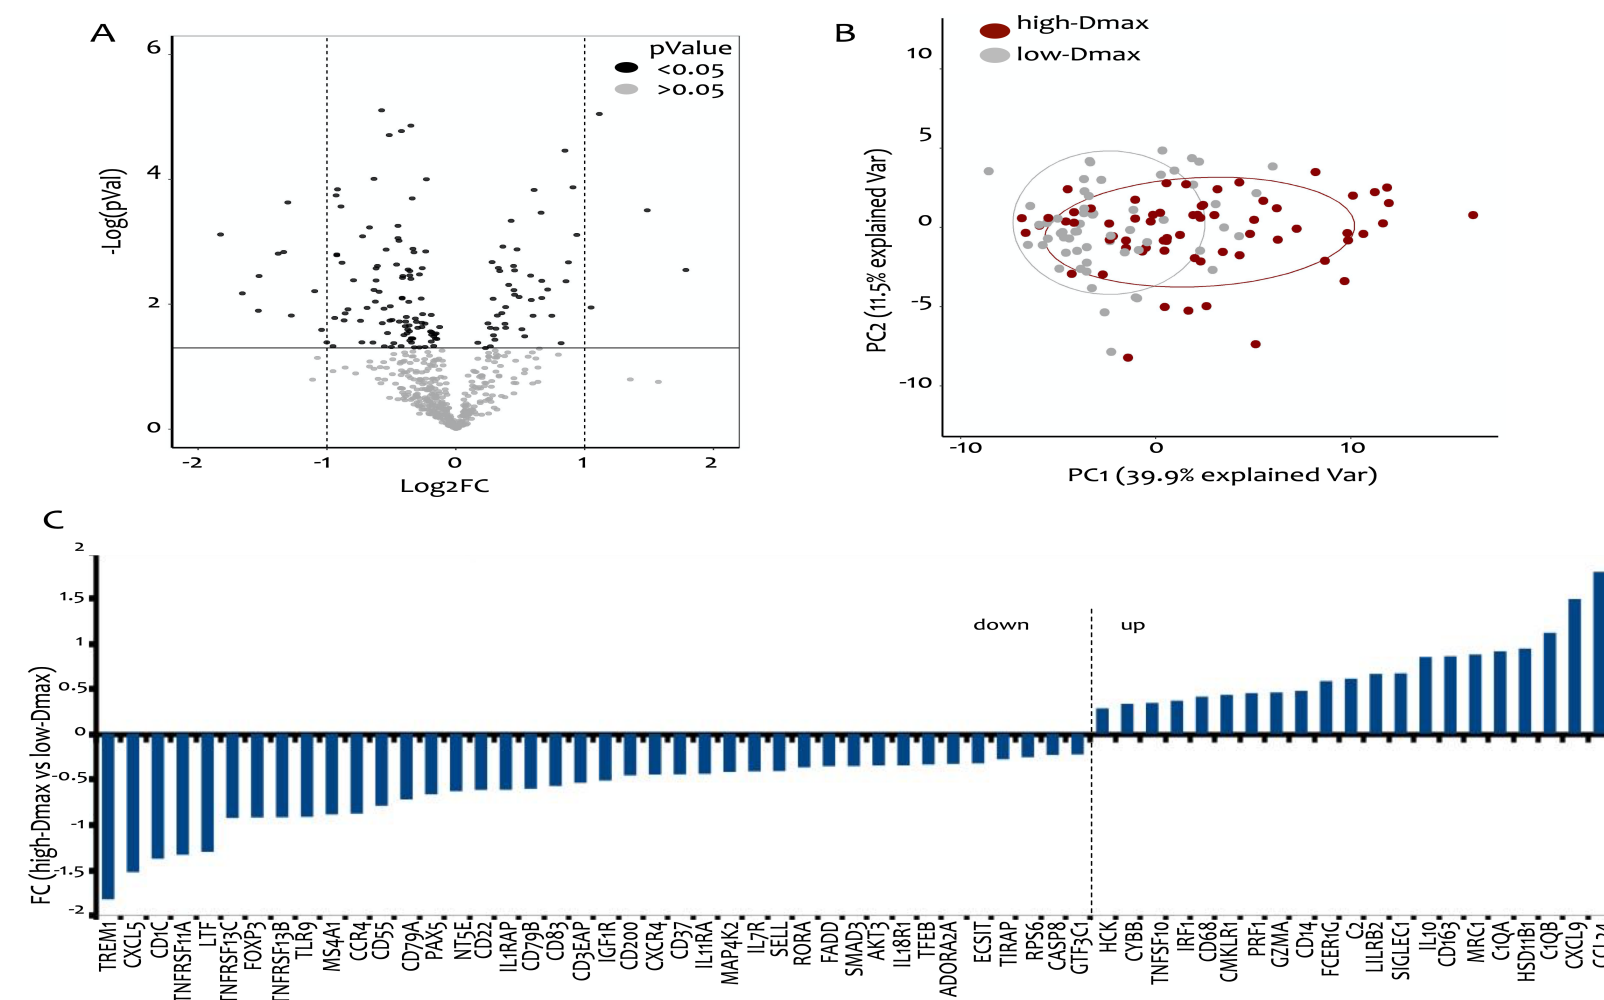 A
6
4
2
0
-Log(pVal)
pValue
<0.05
>0.05
-2
-1
0
1
2
Log2FC
B
high-Dmax
low-Dmax
10
5
0
-5
-10
PC2 (11.5% explained Var)
-10
0
10
PC1 (39.9% explained Var)
C
2
1.5
1
0.5
0
-0.5
-1
-1.5
-2
FC (high-Dmax vs low-Dmax)
down
up
TREM1
CXCL5
CD1C
TNFRSF11A
LTF
TNFRSF13C
FOXP3
TNFRSF13B
TLR9
MS4A1
CCR4
CD55
CD79A
PAX5
NT5E
CD22
IL1RAP
CD79B
CD83
CD3EAP
IGF1R
CD200
CXCR4
CD37
IL11RA
MAP4K2
IL7R
SELL
RORA
FADD
SMAD3
AKT3
IL18R1
TFEB
ADORA2A
ECSIT
TIRAP
RPS6
CASP8
GTF3C1
HCK
CYBB
TNFSF10
IRF1
CD68
CMKLR1
PRF1
GZMA
CD14
FCER1G
C2
LILRB2
SIGLEC1
IL10
CD163
MRC1
C1QA
HSD11B1
C1QB
CXCL9